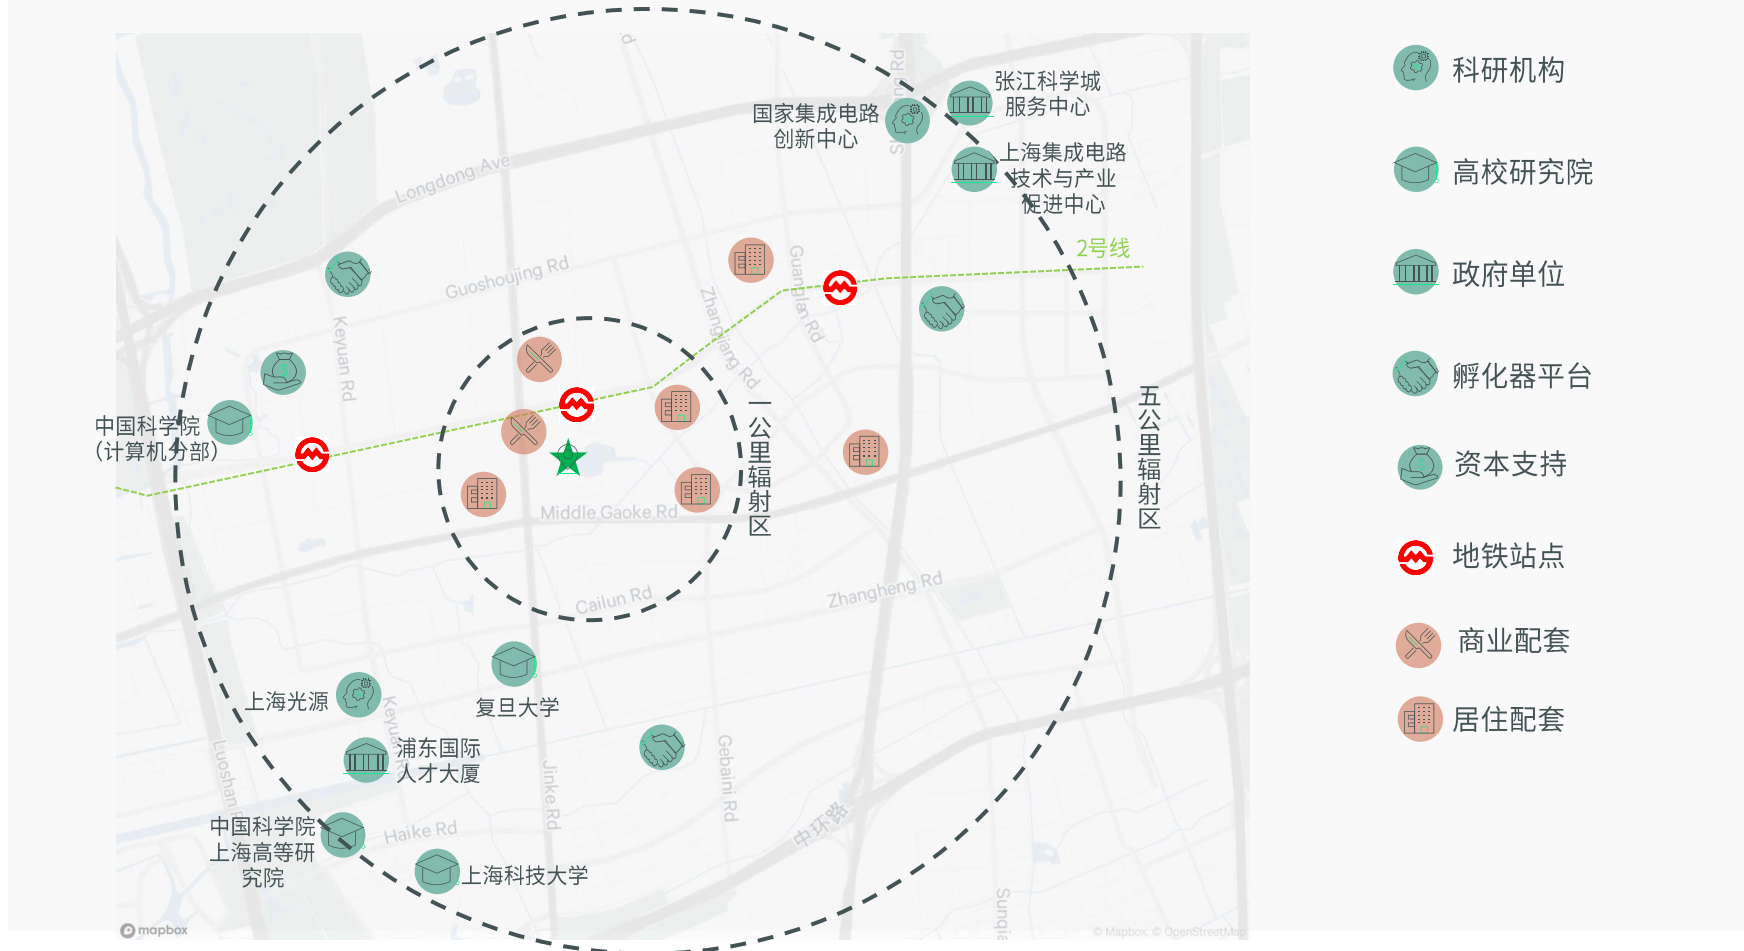 张江科学城
服务中心
国家集成电路
创新中心
上海集成电路
技术与产业
促进中心
Longdong Ave
2号线
Guoshoujing Rd
Guanglan Rd
Zhangjiang Rd
Keyuan Rd
中国科学院
（计算机分部）
一公里辐射区
五公里辐射区
Middle Gaoke Rd
Cailun Rd
Zhangheng Rd
上海光源
复旦大学
Keyuan R
浦东国际
人才大厦
Luoshan R
Jinke Rd
Gebaini Rd
中环路
中国科学院
上海高等研
究院
Haike Rd
上海科技大学
Sunqia
mapbox
© Mapbox, © OpenStreetMap
科研机构
高校研究院
政府单位
孵化器平台
资本支持
地铁站点
商业配套
居住配套